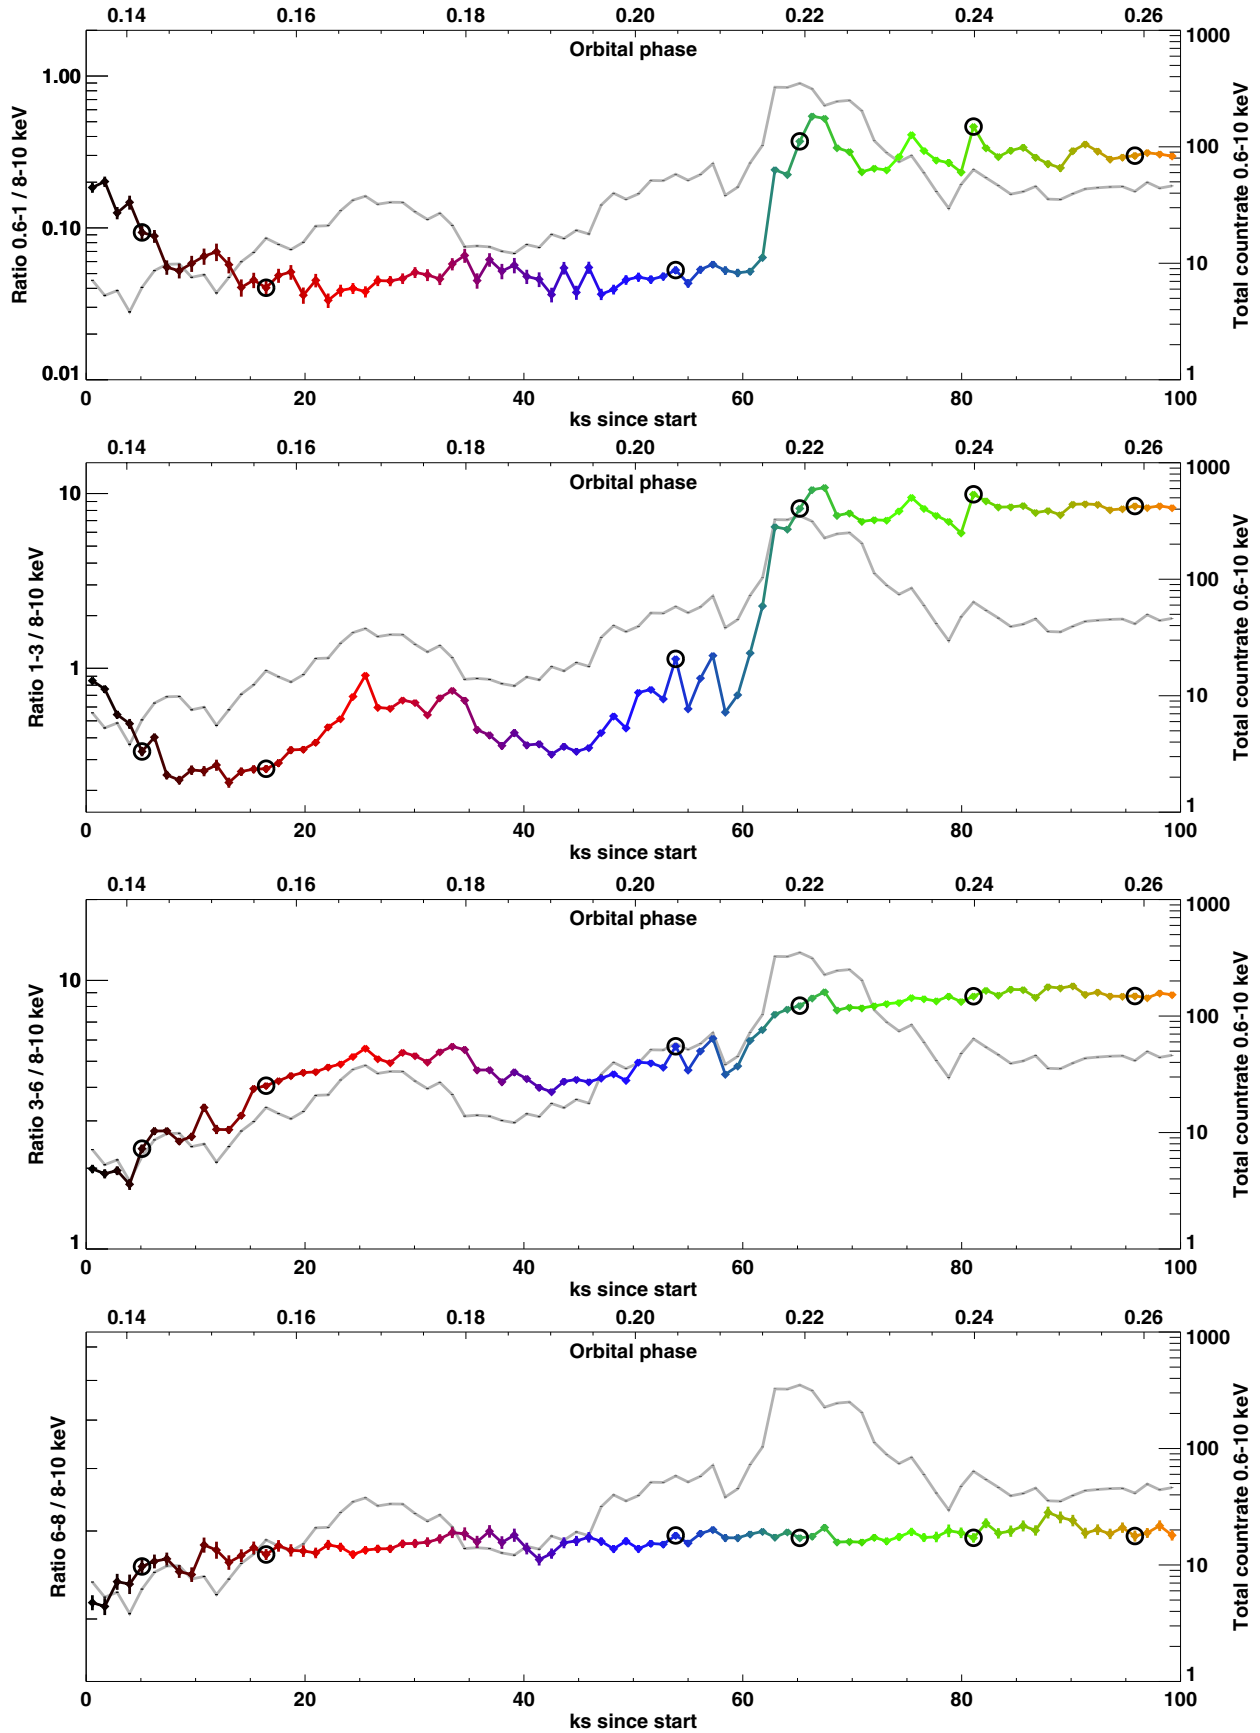 0.14 0.16 0.18 0.20 0.22 0.24 0.26
Orbital phase
Ratio 0.6-1 / 8-10 keV
1.00
0.10
0.01
Total countrate 0.6-10 keV
1000
100
10
1
0 20 40 60 80 100
ks since start
0.14 0.16 0.18 0.20 0.22 0.24 0.26
Orbital phase
Ratio 1-3 / 8-10 keV
10
1
Total countrate 0.6-10 keV
1000
100
10
1
0 20 40 60 80 100
ks since start
0.14 0.16 0.18 0.20 0.22 0.24 0.26
Orbital phase
Ratio 3-6 / 8-10 keV
10
1
Total countrate 0.6-10 keV
1000
100
10
1
0 20 40 60 80 100
ks since start
0.14 0.16 0.18 0.20 0.22 0.24 0.26
Orbital phase
Ratio 6-8 / 8-10 keV
Total countrate 0.6-10 keV
1000
100
10
1
0 20 40 60 80 100
ks since start